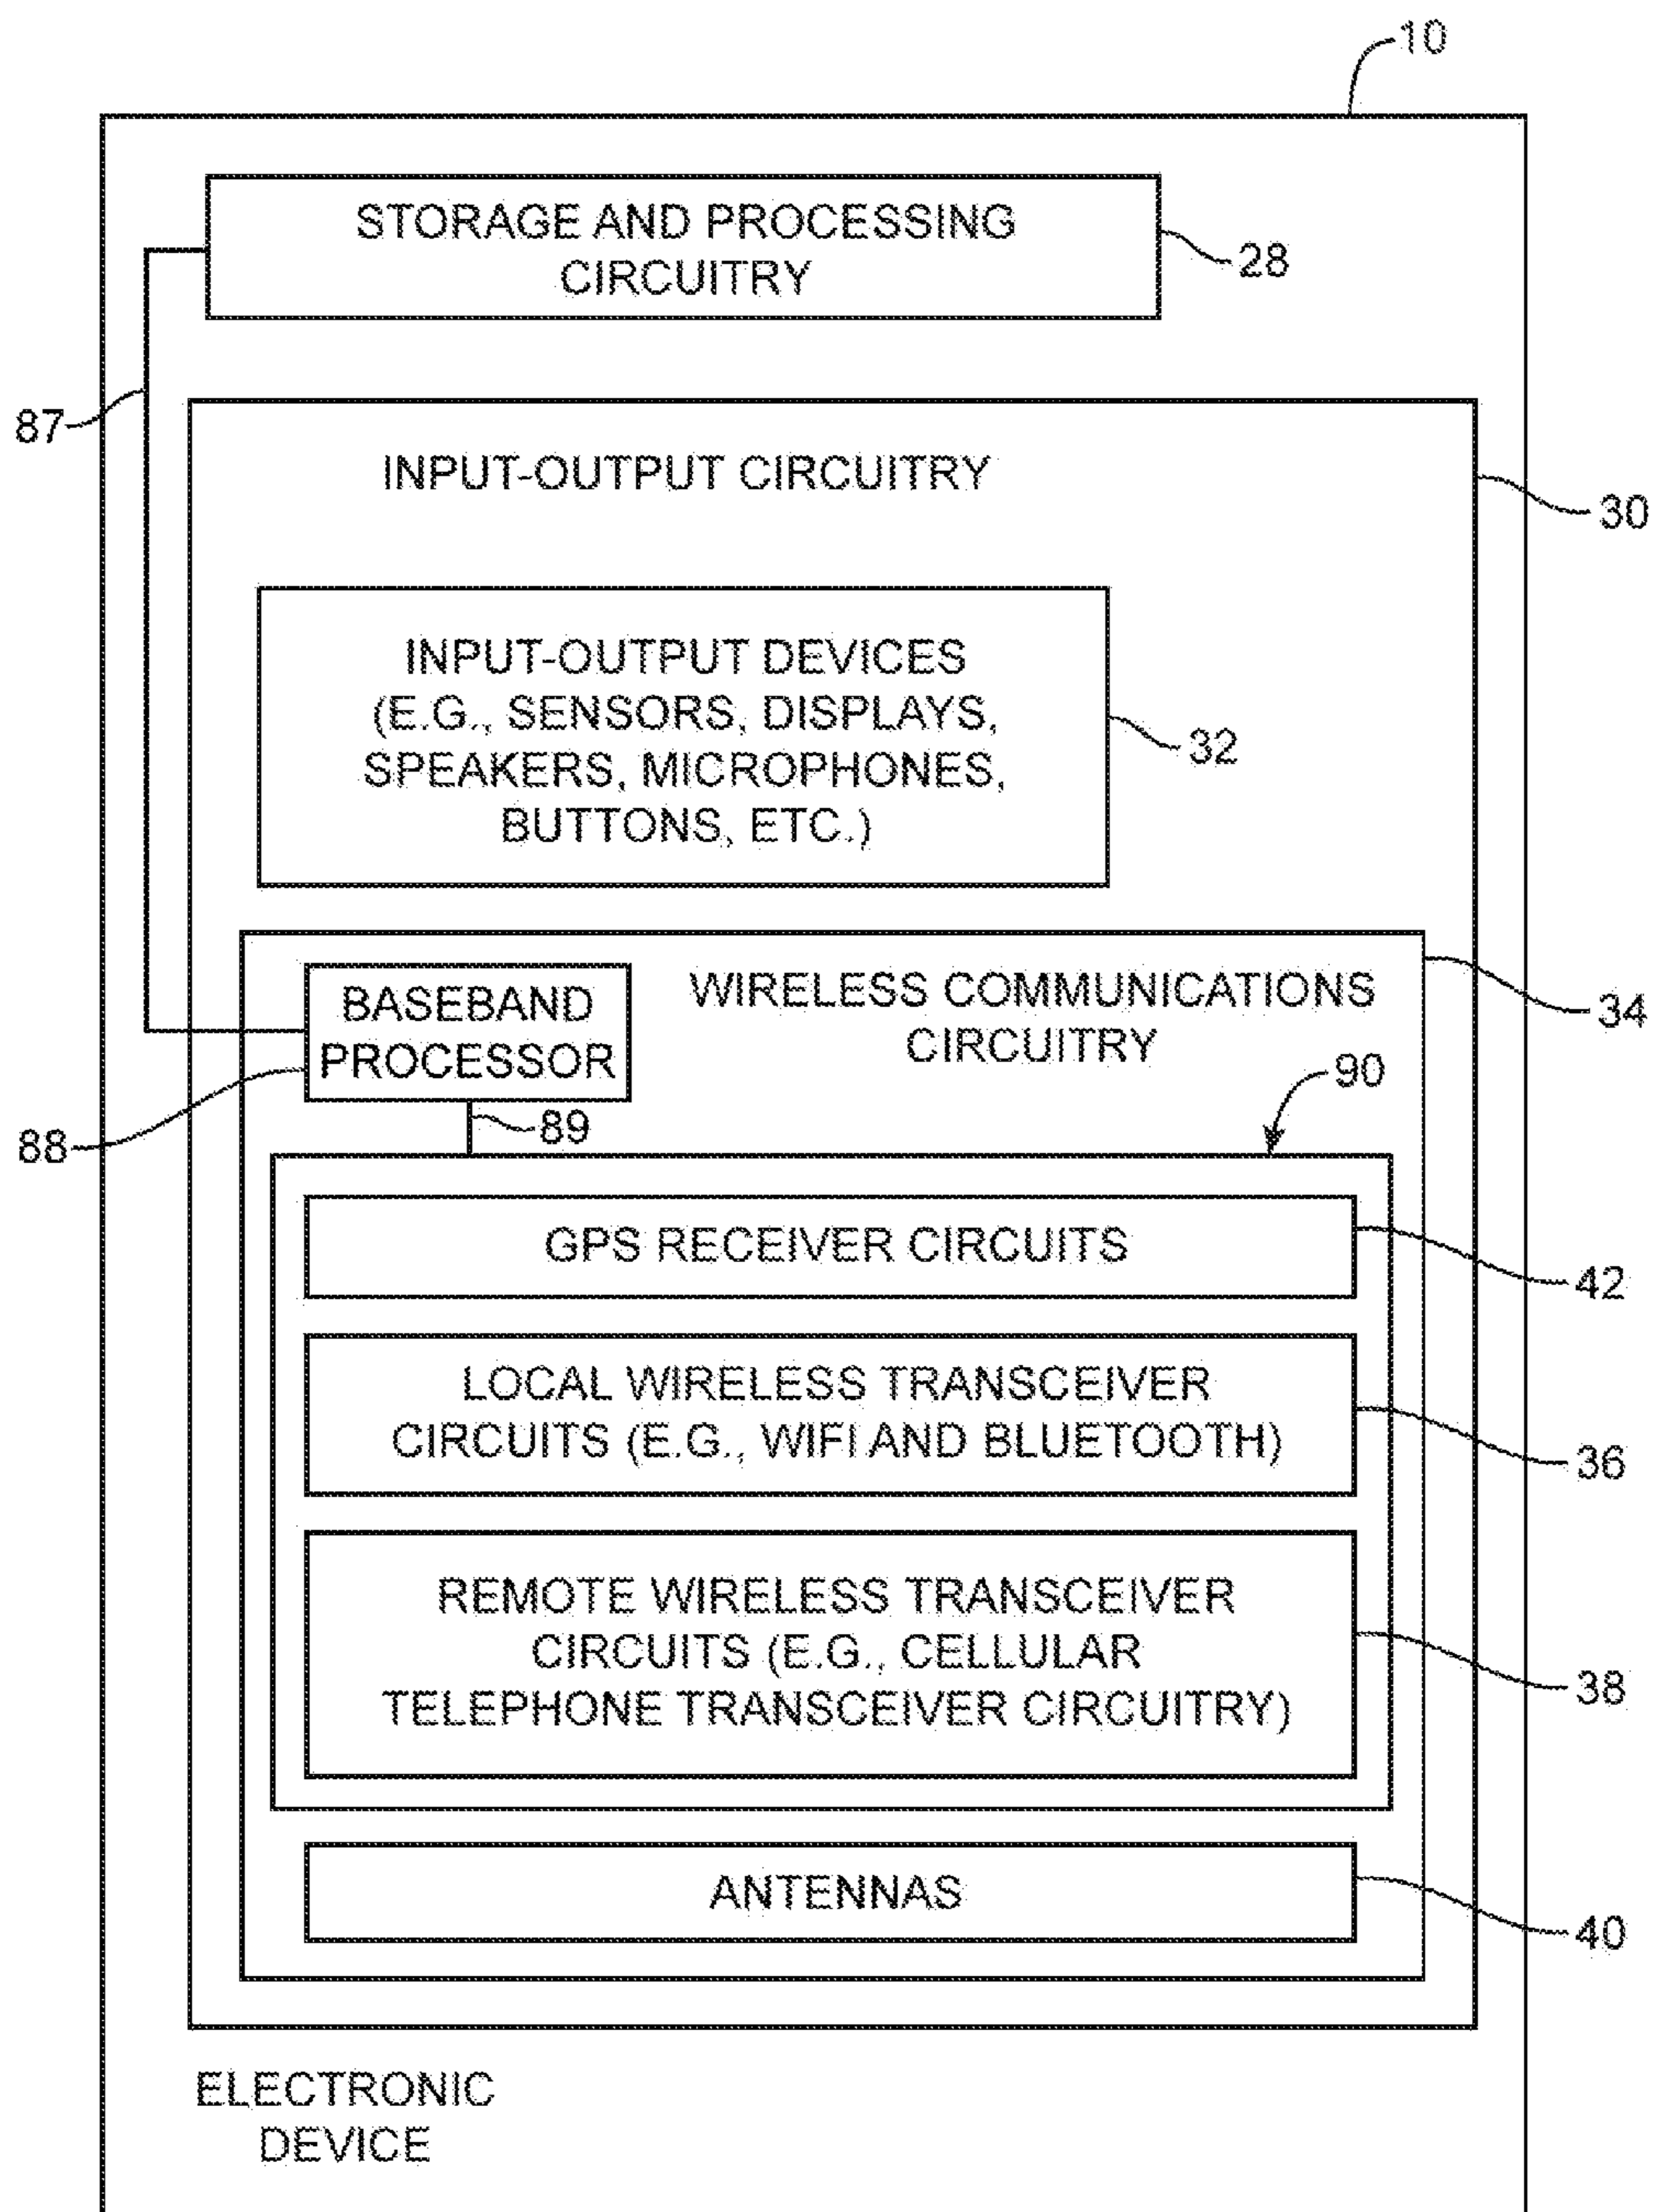 10
STORAGE AND PROCESSING
CIRCUITRY
28
87
INPUT-OUTPUT CIRCUITRY
30
INPUT-OUTPUT DEVICES
(E.G., SENSORS, DISPLAYS,
SPEAKERS, MICROPHONES,
BUTTONS, ETC.)
32
BASEBAND
PROCESSOR
WIRELESS COMMUNICATIONS
CIRCUITRY
34
90
88
89
GPS RECEIVER CIRCUITS
42
LOCAL WIRELESS TRANSCEIVER
CIRCUITS (E.G., WIFI AND BLUETOOTH)
36
REMOTE WIRELESS TRANSCEIVER
CIRCUITS (E.G., CELLULAR
TELEPHONE TRANSCEIVER CIRCUITRY)
38
ANTENNAS
40
ELECTRONIC
DEVICE